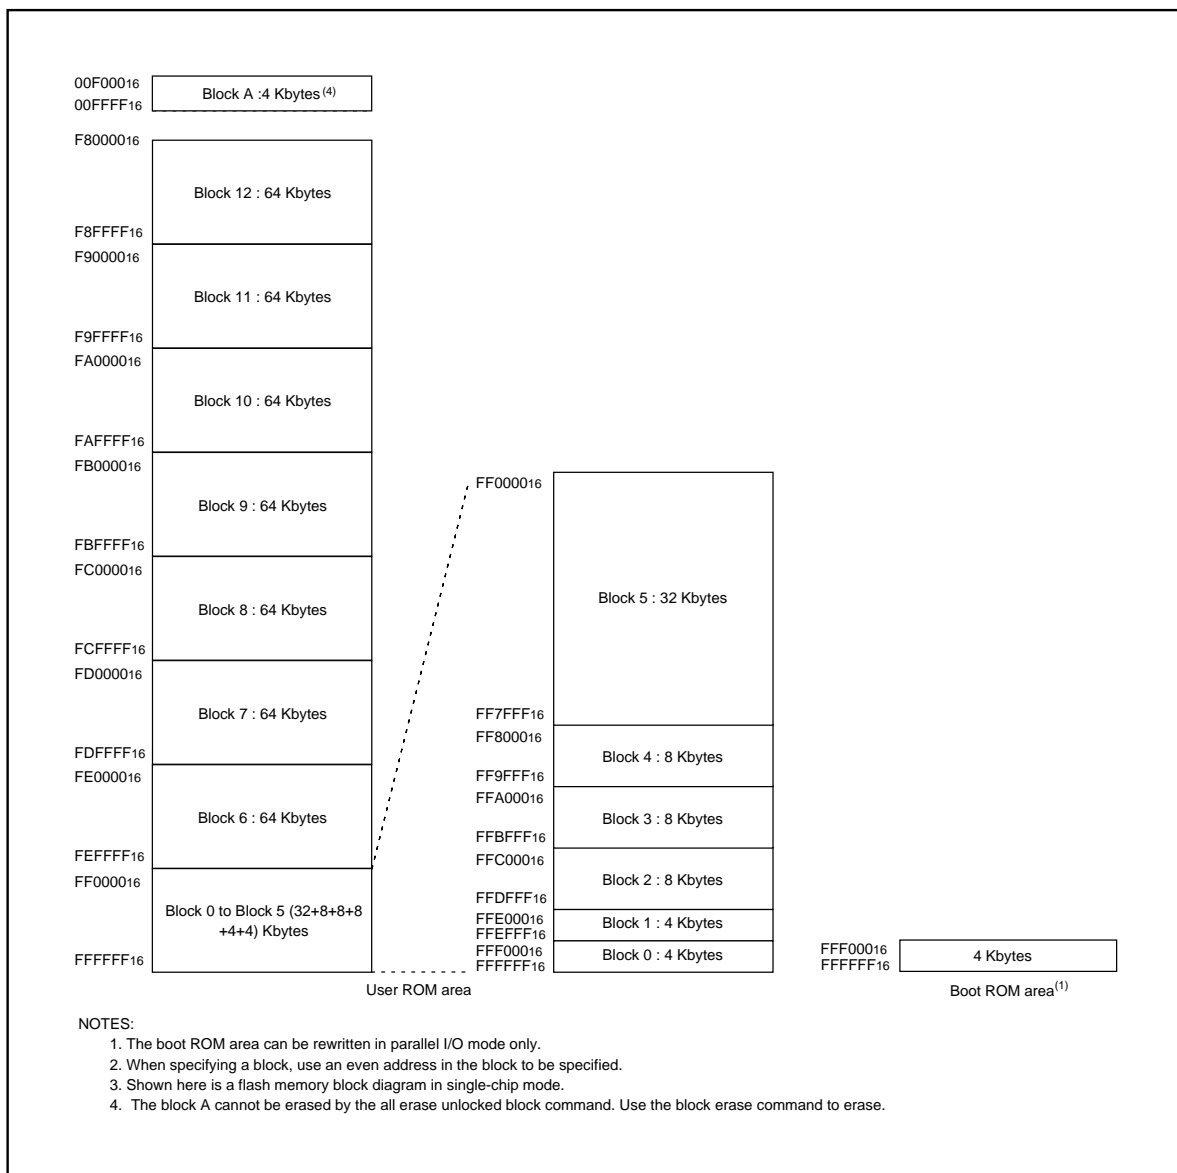 00F00016
00FFFF16
Block A :4 Kbytes (4)
F8000016
Block 12 : 64 Kbytes
F8FFFF16
F9000016
Block 11 : 64 Kbytes
F9FFFF16
FA000016
Block 10 : 64 Kbytes
FAFFFF16
FB000016
Block 9 : 64 Kbytes
FBFFFF16
FC000016
Block 8 : 64 Kbytes
FCFFFF16
FD000016
Block 7 : 64 Kbytes
FDFFFF16
FE000016
Block 6 : 64 Kbytes
FEFFFF16
FF000016
Block 0 to Block 5 (32+8+8+8
+4+4) Kbytes
FFFFFF16
FF000016
Block 5 : 32 Kbytes
FF7FFF16
FF800016
Block 4 : 8 Kbytes
FF9FFF16
FFA00016
Block 3 : 8 Kbytes
FFBFFF16
FFC00016
Block 2 : 8 Kbytes
FFDFFF16
FFE00016
Block 1 : 4 Kbytes
FFEFFF16
FFF00016
Block 0 : 4 Kbytes
FFFFFF16
User ROM area
FFF00016
FFFFFF16
4 Kbytes
Boot ROM area(1)
NOTES:
1. The boot ROM area can be rewritten in parallel I/O mode only.
2. When specifying a block, use an even address in the block to be specified.
3. Shown here is a flash memory block diagram in single-chip mode.
4. The block A cannot be erased by the all erase unlocked block command. Use the block erase command to erase.